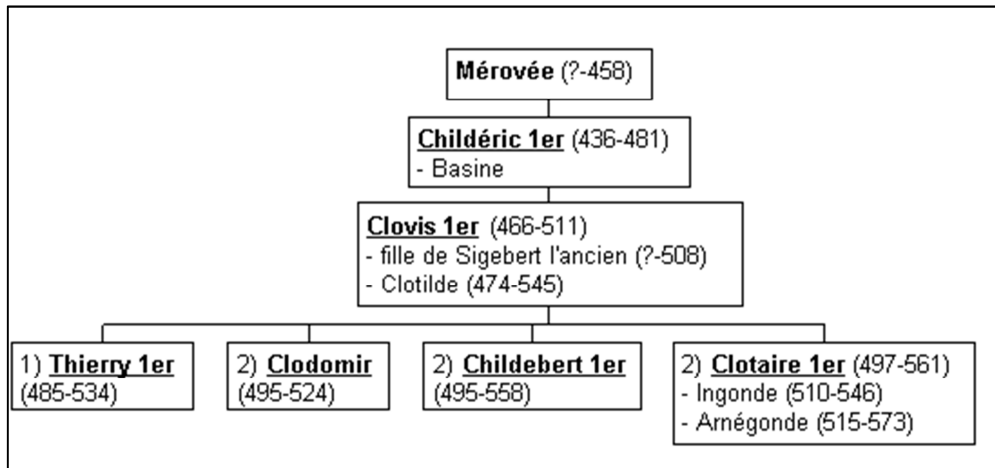 Mérovée (?-458)
Childéric 1er (436-481)
- Basine
Clovis 1er (466-511)
- fille de Sigebert l'ancien (?-508)
- Clotilde (474-545)
1) Thierry 1er
(485-534)
2) Clodomir
(495-524)
2) Childebert 1er
(495-558)
2) Clotaire 1er (497-561)
- Ingonde (510-546)
- Arnégonde (515-573)